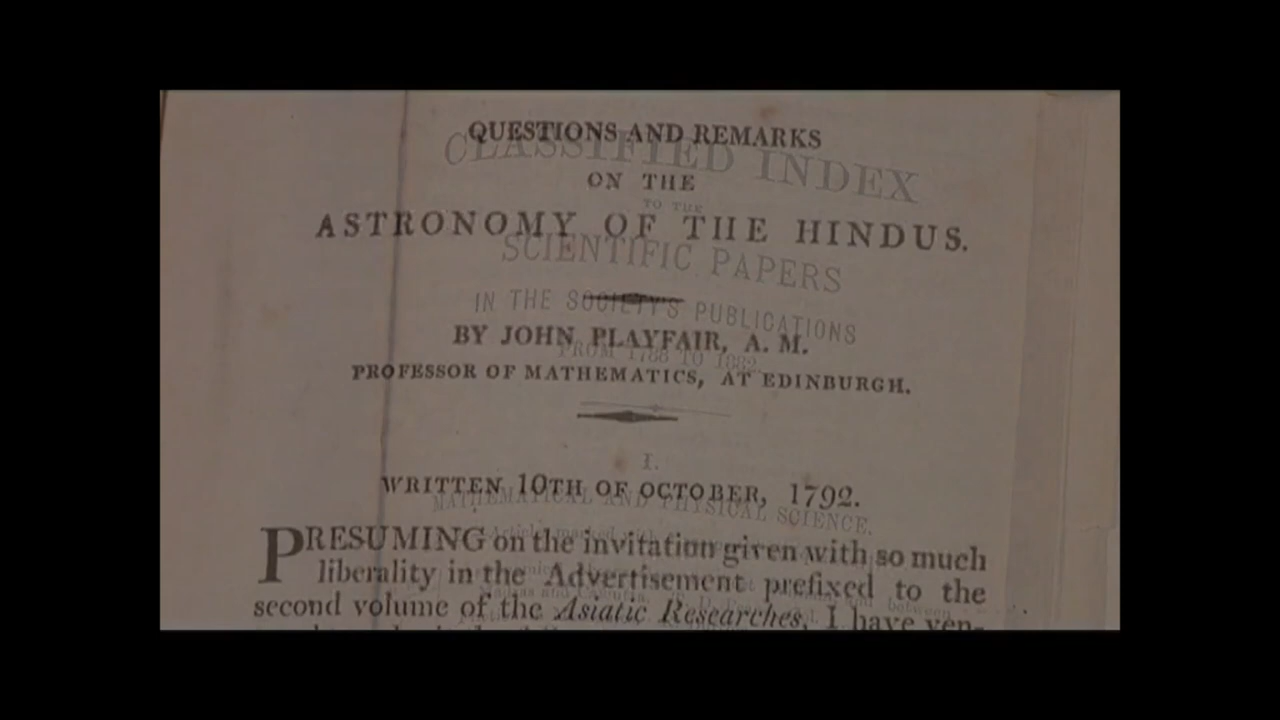 QUESTIONS AND REMARKS
ON THE
ASTRONOMY OF THE HINDUS.
BY JOHN PLAYFAIR, A. M.
PROFESSOR OF MATHEMATICS, AT EDINBURGH.
WRITTEN 10TH OF OCTOBER, 1792.
PRESUMING on the invitation given with so much
liberality in the Advertisement prefixed to the
second volume of the Asiatic Researches, I have ven-
CLASSIFIED INDEX
TO THE
SCIENTIFIC PAPERS
IN THE SOCIETY'S PUBLICATIONS
FROM 1788 TO 1882.
I.
MATHEMATICAL AND PHYSICAL SCIENCE.